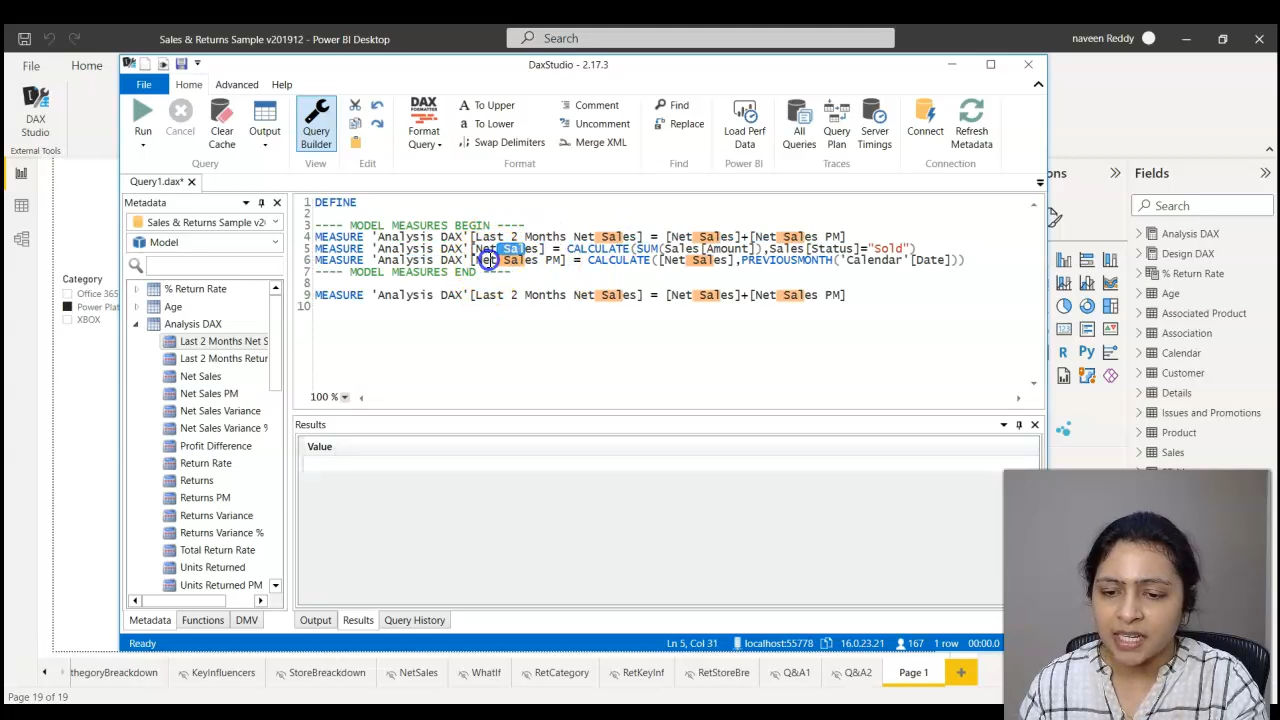 Sales & Returns Sample v201912 - Power BI Desktop
Search
naveen Reddy
File
Home
DAX
Studio
External Tools
DaxStudio - 2.17.3
File
Home
Advanced
Help
Run
Cancel
Clear
Cache
Output
Query
Query
Builder
View
Edit
DAX
FORMATTER
Format
Query
To Upper
To Lower
Swap Delimiters
Comment
Uncomment
Merge XML
Format
Find
Replace
Find
Load Perf
Data
Power BI
All
Queries
Query
Plan
Server
Timings
Traces
Connect
Refresh
Metadata
Connection
Query1.dax*
Metadata
Sales & Returns Sample v20
Model
% Return Rate
Age
Analysis DAX
Last 2 Months Net S
Last 2 Months Retur
Net Sales
Net Sales PM
Net Sales Variance
Net Sales Variance %
Profit Difference
Return Rate
Returns
Returns PM
Returns Variance
Returns Variance %
Total Return Rate
Units Returned
Units Returned PM
Metadata
Functions
DMV
1 DEFINE
2
3 ---- MODEL MEASURES BEGIN ----
4 MEASURE 'Analysis DAX'[Last 2 Months Net Sales] = [Net Sales]+[Net Sales PM]
5 MEASURE 'Analysis DAX'[Net Sales] = CALCULATE(SUM(Sales[Amount]),Sales[Status]="Sold")
6 MEASURE 'Analysis DAX'[Net Sales PM] = CALCULATE([Net Sales],PREVIOUSMONTH('Calendar'[Date]))
7 ---- MODEL MEASURES END ----
8
9 MEASURE 'Analysis DAX'[Last 2 Months Net Sales] = [Net Sales]+[Net Sales PM]
10
100 %
Results
Value
Output
Results
Query History
Ready
Ln 5, Col 31
localhost:55778
16.0.23.21
167
1 row
00:00.0
Category
Office 365
Power Plat
XBOX
ons
Fields
Search
Analysis DAX
Design DAX
% Return Rate
Age
Associated Product
Association
Calendar
Customer
Details
Issues and Promotions
Product
Sales
R
Py
thegoryBreakdown
KeyInfluencers
StoreBreakdown
NetSales
WhatIf
RetCategory
RetKeyInf
RetStoreBre
Q&A1
Q&A2
Page 1
Page 19 of 19